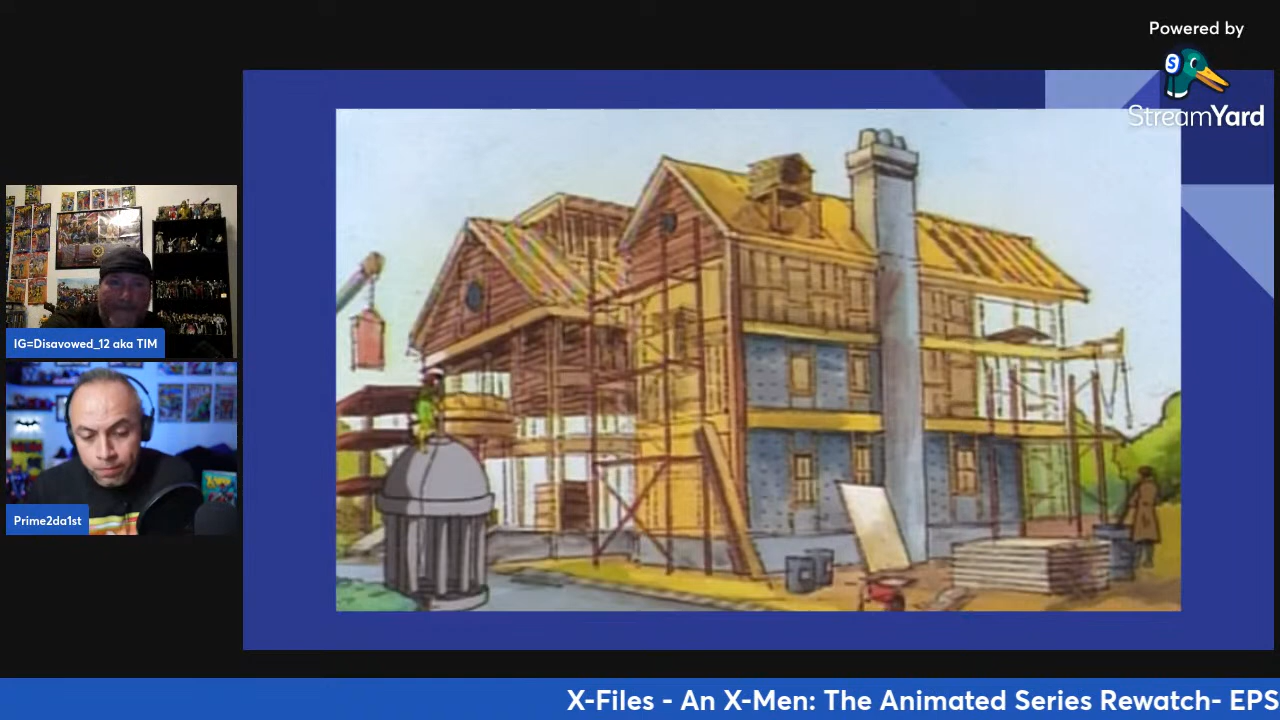 Powered by
StreamYard
S
IG=Disavowed_12 aka TIM
Prime2da1st
X-Files - An X-Men: The Animated Series Rewatch- EPS